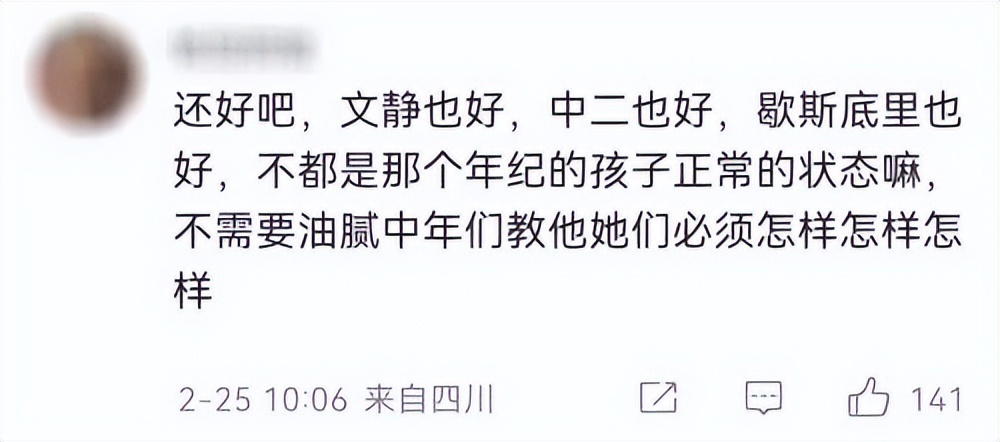 还好吧，文静也好，中二也好，歇斯底里也
好，不都是那个年纪的孩子正常的状态嘛，
不需要油腻中年们教他她们必须怎样怎样怎
样
2-25 10:06 来自四川
141